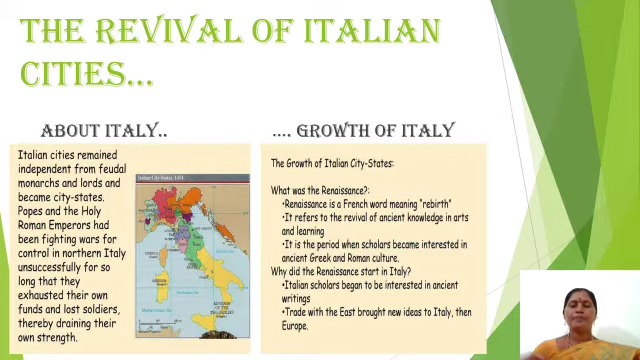 THE REVIVAL OF ITALIAN
CITIES...
ABOUT ITALY..
Italian cities remained
independent from feudal
monarchs and lords and
became city-states.
Popes and the Holy
Roman Emperors had
been fighting wars for
control in northern Italy
unsuccessfully for so
long that they
exhausted their own
funds and lost soldiers,
thereby draining their
own strength.
Italian City-States, 1454
.... GROWTH OF ITALY
The Growth of Italian City-States:
What was the Renaissance?:
•Renaissance is a French word meaning "rebirth"
•It refers to the revival of ancient knowledge in arts
and learning
•It is the period when scholars became interested in
ancient Greek and Roman culture.
Why did the Renaissance start in Italy?
•Italian scholars began to be interested in ancient
writings
•Trade with the East brought new ideas to Italy, then
Europe.